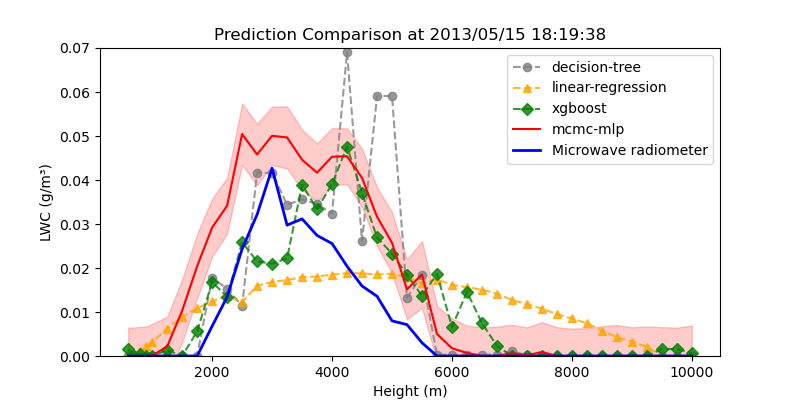 Prediction Comparison at 2013/05/15 18:19:38
0.07
0.06
0.05
0.04
0.03
0.02
0.01
0.00
LWC (g/m³)
decision-tree
linear-regression
xgboost
mcmc-mlp
Microwave radiometer
2000 4000 6000 8000 10000
Height (m)